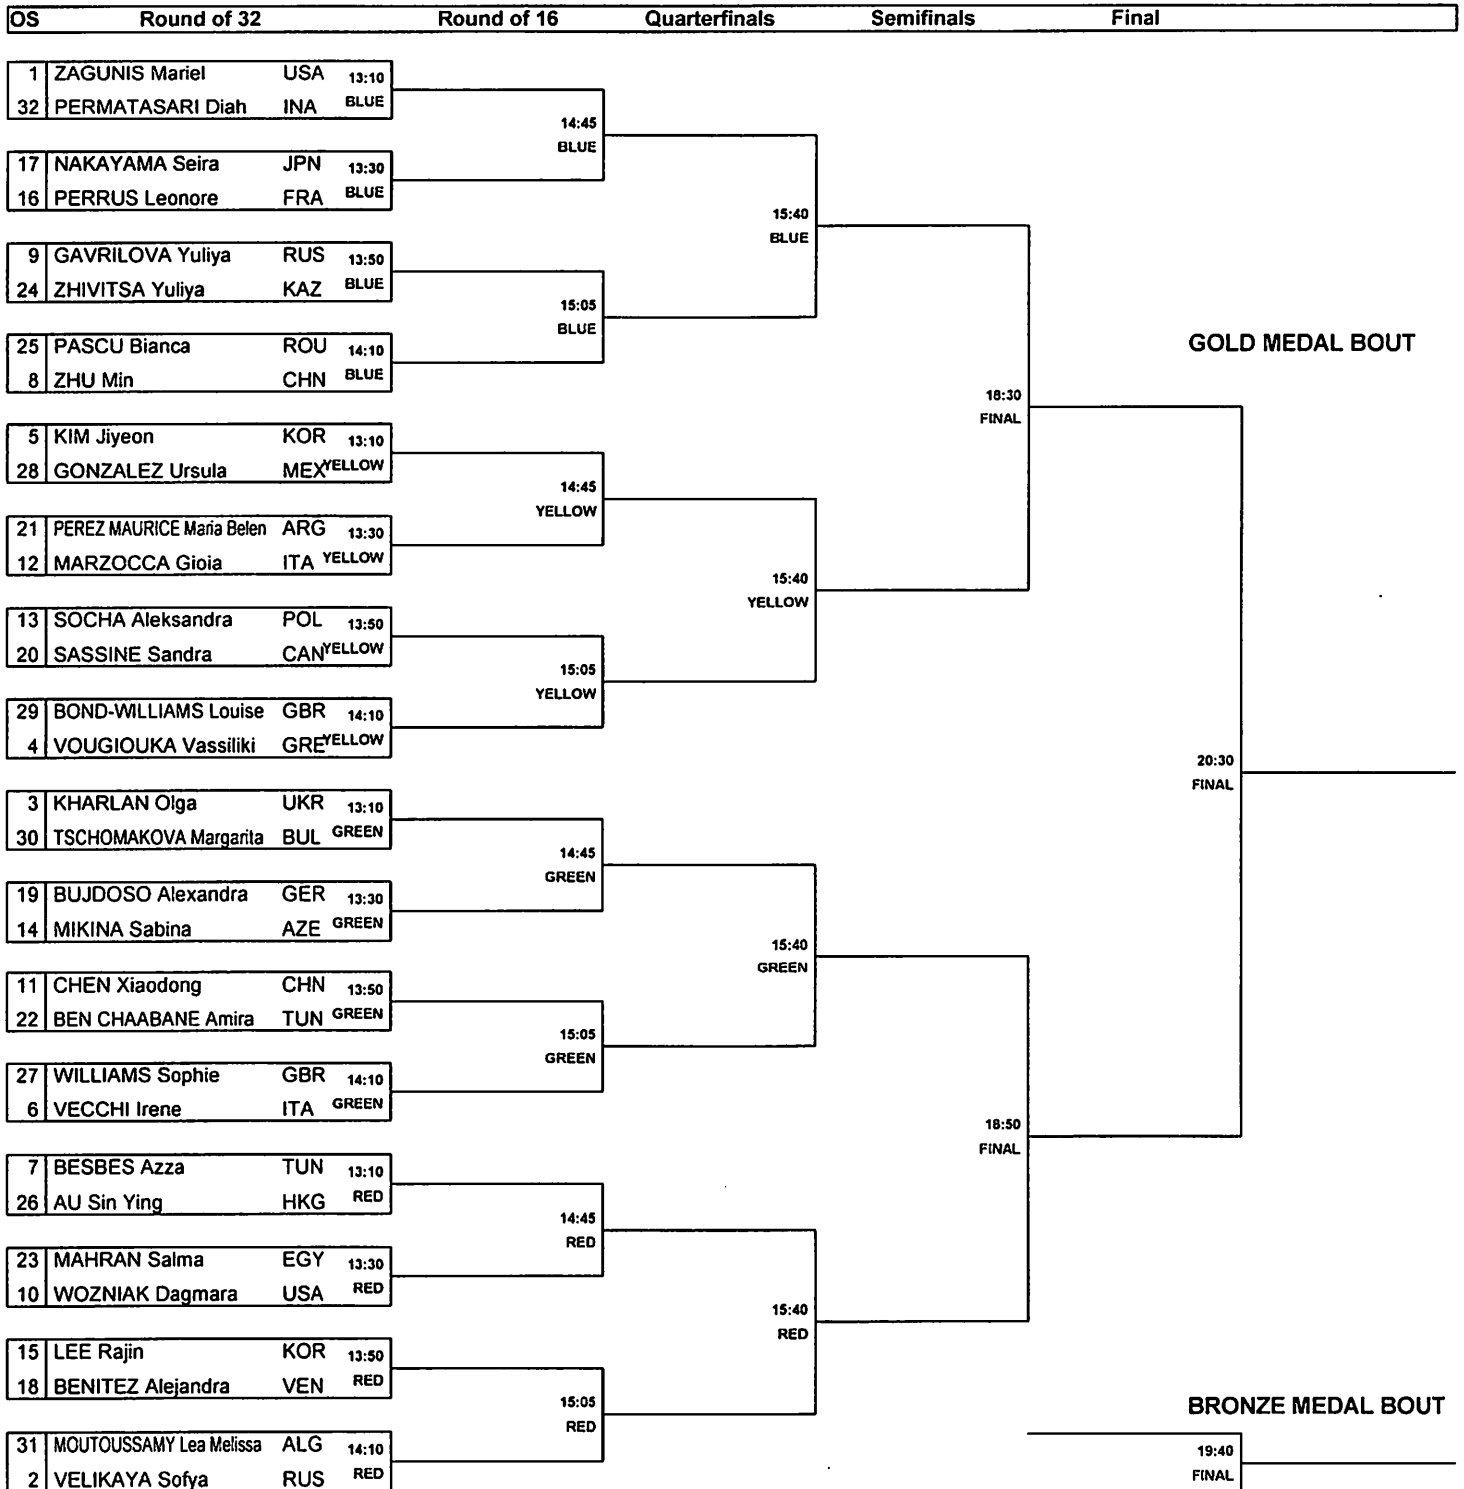 OS Round of 32 Round of 16 Quarterfinals Semifinals Final
1 ZAGUNIS Mariel USA 13:10
32 PERMATASARI Diah INA BLUE
14:45
BLUE
17 NAKAYAMA Seira JPN 13:30
16 PERRUS Leonore FRA BLUE
15:40
BLUE
9 GAVRILOVA Yuliya RUS 13:50
24 ZHIVITSA Yuliya KAZ BLUE
15:05
BLUE
25 PASCU Bianca ROU 14:10
8 ZHU Min CHN BLUE
GOLD MEDAL BOUT
18:30
FINAL
5 KIM Jiyeon KOR 13:10
28 GONZALEZ Ursula MEX YELLOW
14:45
YELLOW
21 PEREZ MAURICE Maria Belen ARG 13:30
12 MARZOCCA Gioia ITA YELLOW
15:40
YELLOW
13 SOCHA Aleksandra POL 13:50
20 SASSINE Sandra CAN YELLOW
15:05
YELLOW
29 BOND-WILLIAMS Louise GBR 14:10
4 VOUGIOUKA Vassiliki GRE YELLOW
20:30
FINAL
3 KHARLAN Olga UKR 13:10
30 TSCHOMAKOVA Margarita BUL GREEN
14:45
GREEN
19 BUJDOSO Alexandra GER 13:30
14 MIKINA Sabina AZE GREEN
15:40
GREEN
11 CHEN Xiaodong CHN 13:50
22 BEN CHAABANE Amira TUN GREEN
15:05
GREEN
27 WILLIAMS Sophie GBR 14:10
6 VECCHI Irene ITA GREEN
18:50
FINAL
7 BESBES Azza TUN 13:10
26 AU Sin Ying HKG RED
14:45
RED
23 MAHRAN Salma EGY 13:30
10 WOZNIAK Dagmara USA RED
15:40
RED
15 LEE Rajin KOR 13:50
18 BENITEZ Alejandra VEN RED
15:05
RED
BRONZE MEDAL BOUT
31 MOUTOUSSAMY Lea Melissa ALG 14:10
2 VELIKAYA Sofya RUS RED
19:40
FINAL